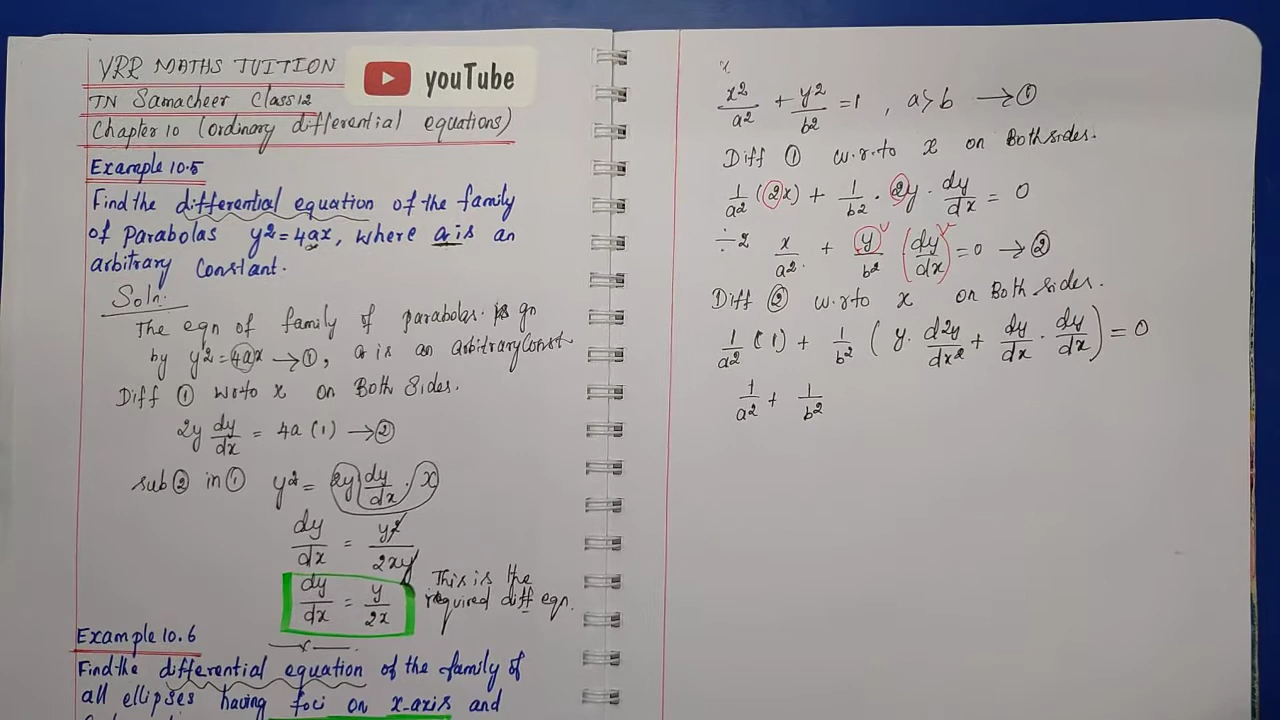 YRR MATHS TUITION
youTube
TN Samacheer Class 12
Chapter 10 (ordinary differential equations)
Example 10.5
Find the differential equation of the family
of Parabolas y²=4ax, where a is an
arbitrary Constant.
Soln:
The eqn of family of parabolas is gn
by y²=4ax →①, a is an arbitrary Const
Diff ① wrto x on Both Sides.
2y dy/dx = 4a (1) →②
sub ② in ① y² = 2y dy/dx · x
dy/dx = y²/2xy
dy/dx = y/2x This is the
required diff eqn.
Example 10.6
Find the differential equation of the family of
all ellipses having foci on x-axis and
x
x²/a² + y²/b² = 1, a>b →①
Diff ① w.r.to x on Both sides.
1/a² (2x) + 1/b² · 2y · dy/dx = 0
÷2 x/a² + y/b² (dy/dx) = 0 →②
Diff ② w.r.to x on Both sides.
1/a² (1) + 1/b² (y · d2y/dx² + dy/dx · dy/dx) = 0
1/a² + 1/b²